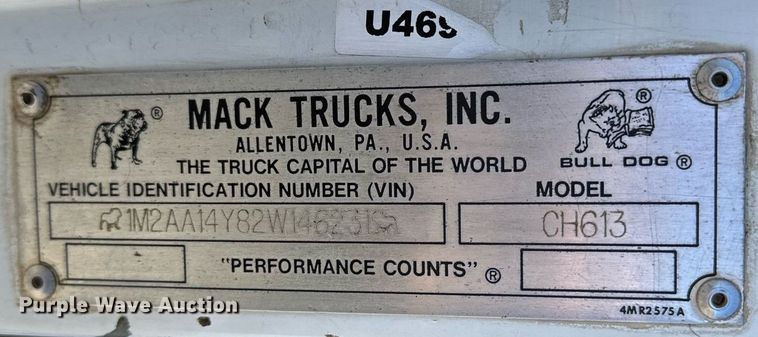 U469
MACK TRUCKS, INC.
ALLENTOWN, PA., U.S.A.
THE TRUCK CAPITAL OF THE WORLD
BULL DOG ®
VEHICLE IDENTIFICATION NUMBER (VIN) MODEL
1M2AA14Y82W146231 CH613
"PERFORMANCE COUNTS" ®
4MR2575A
Purple Wave Auction